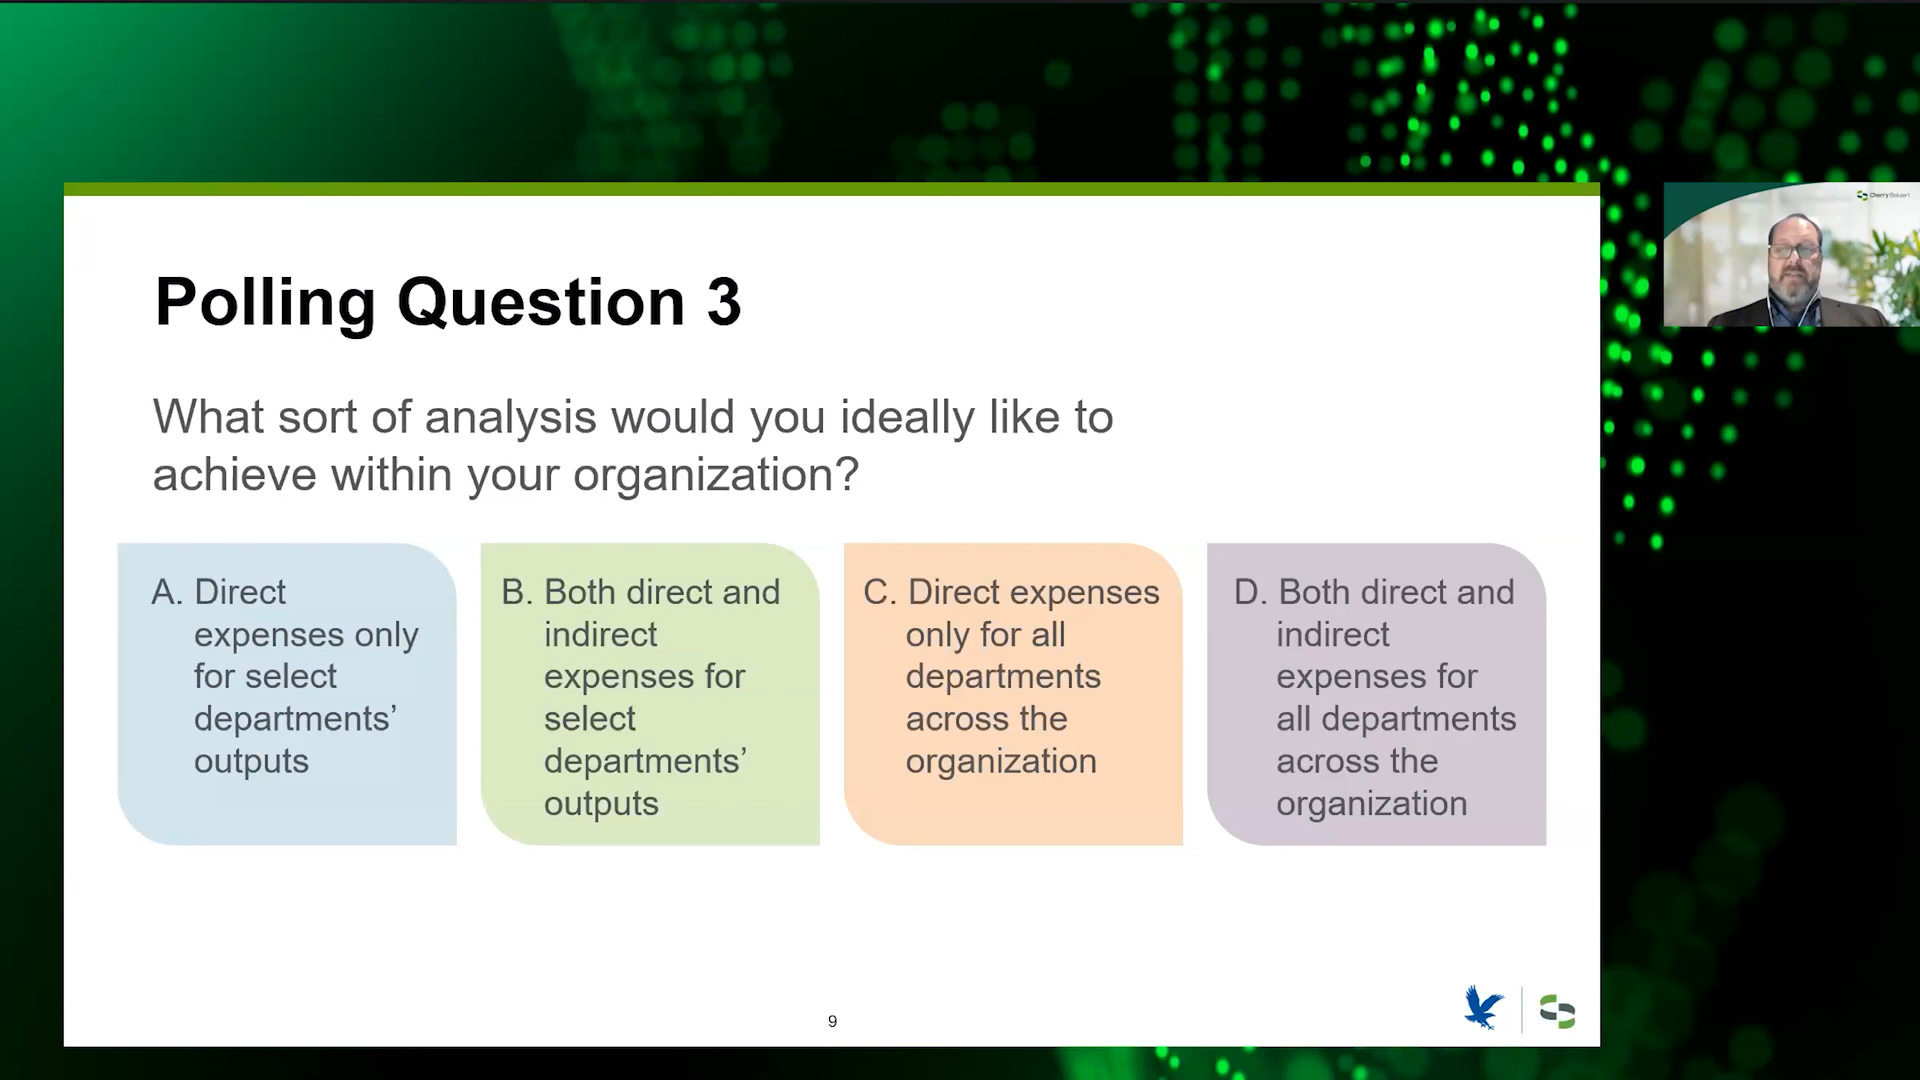 Cherry Bekaert
Polling Question 3
What sort of analysis would you ideally like to
achieve within your organization?
A. Direct
expenses only
for select
departments’
outputs
B. Both direct and
indirect
expenses for
select
departments’
outputs
C. Direct expenses
only for all
departments
across the
organization
D. Both direct and
indirect
expenses for
all departments
across the
organization
9